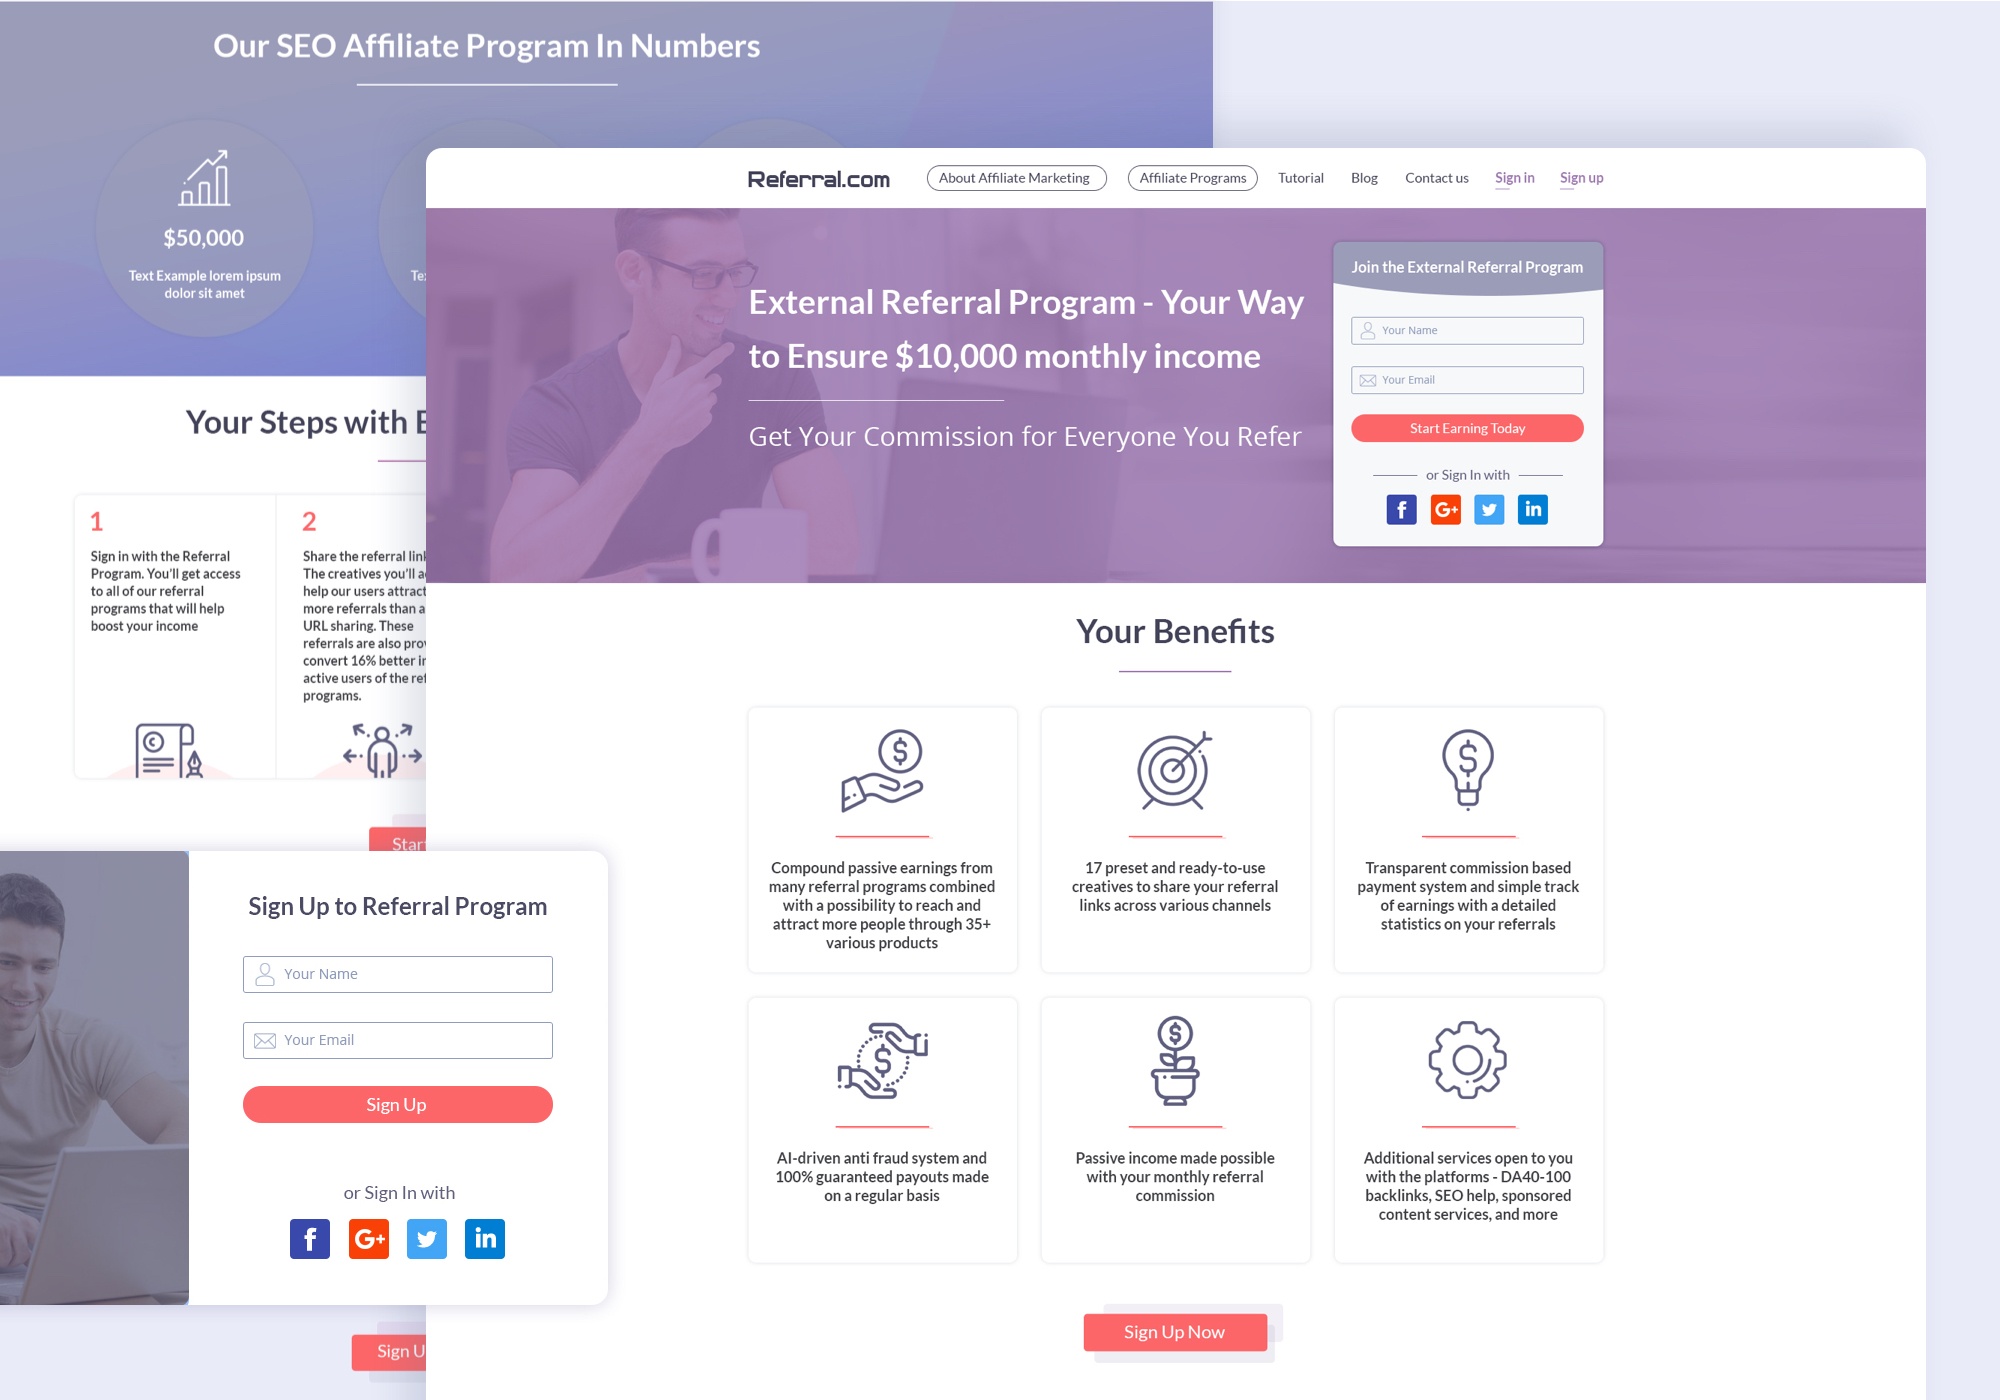 Our SEO Affiliate Program In Numbers
$50,000
Text Example lorem ipsum
dolor sit amet
Your Steps with
1
Sign in with the Referral
Program. You'll get access
to all of our referral
programs that will help
boost your income
2
Share the referral link
The creatives you'll
help our users attract
more referrals than a
URL sharing. These
referrals are also
convert 16% better
active users of the
programs.
Start
Sign Up to Referral Program
Your Name
Your Email
Sign Up
or Sign In with
f
G+
in
Sign
Referral.com
About Affiliate Marketing
Affiliate Programs
Tutorial
Blog
Contact us
Sign in
Sign up
External Referral Program - Your Way
to Ensure $10,000 monthly income
Get Your Commission for Everyone You Refer
Join the External Referral Program
Your Name
Your Email
Start Earning Today
or Sign In with
f
G+
in
Your Benefits
Compound passive earnings from
many referral programs combined
with a possibility to reach and
attract more people through 35+
various products
17 preset and ready-to-use
creatives to share your referral
links across various channels
Transparent commission based
payment system and simple track
of earnings with a detailed
statistics on your referrals
AI-driven anti fraud system and
100% guaranteed payouts made
on a regular basis
Passive income made possible
with your monthly referral
commission
Additional services open to you
with the platforms - DA40-100
backlinks, SEO help, sponsored
content services, and more
Sign Up Now